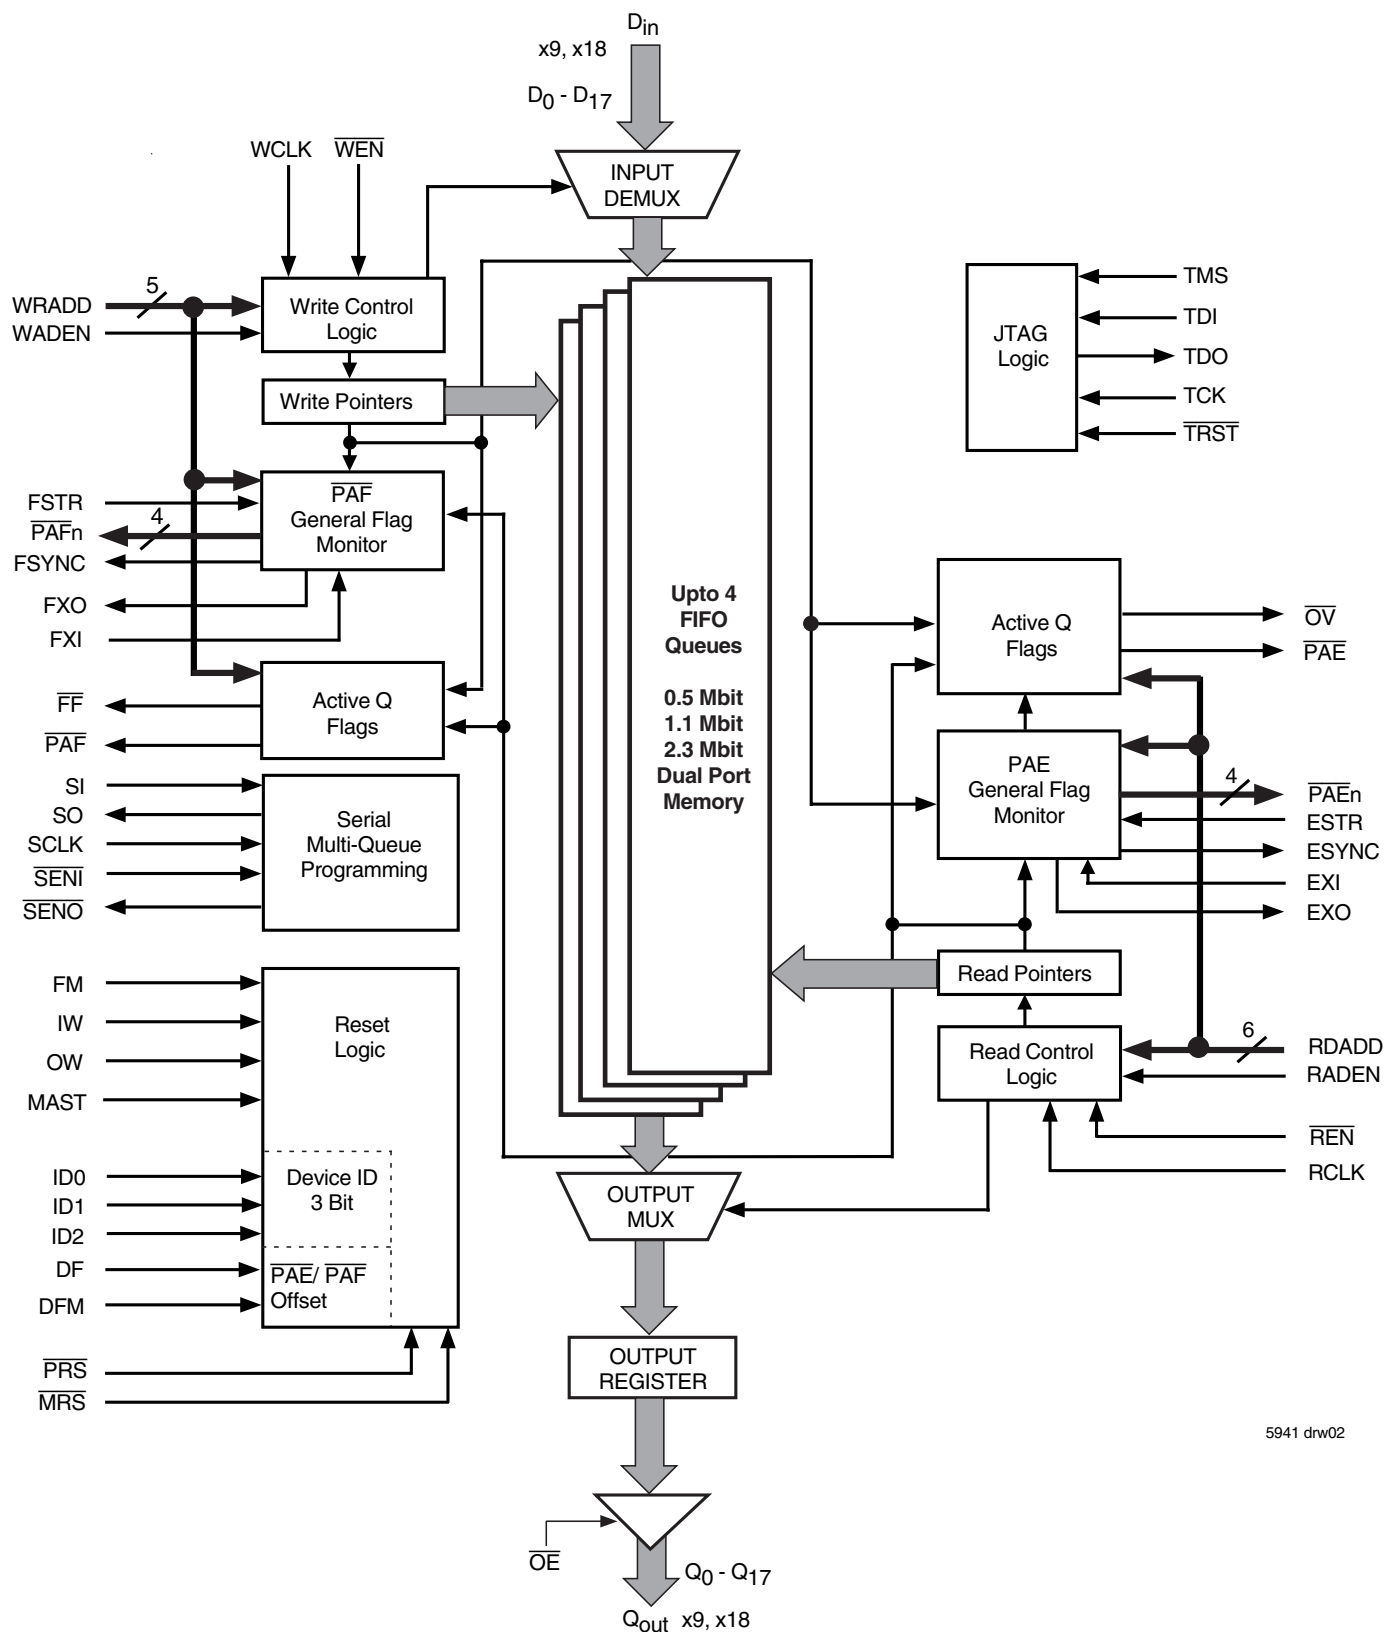 Din
x9, x18
D0 - D17
WCLK
WEN
INPUT
DEMUX
WRADD
5
WADEN
Write Control
Logic
Write Pointers
TMS
TDI
JTAG
Logic
TDO
TCK
TRST
FSTR
PAFn
4
FSYNC
FXO
FXI
PAF
General Flag
Monitor
FF
PAF
Active Q
Flags
Upto 4
FIFO
Queues
0.5 Mbit
1.1 Mbit
2.3 Mbit
Dual Port
Memory
Active Q
Flags
OV
PAE
PAE
General Flag
Monitor
4
PAEn
ESTR
ESYNC
EXI
EXO
SI
SO
SCLK
SENI
SENO
Serial
Multi-Queue
Programming
Read Pointers
Read Control
Logic
6
RDADD
RADEN
REN
RCLK
FM
IW
OW
MAST
Reset
Logic
ID0
ID1
ID2
Device ID
3 Bit
DF
DFM
PAE/ PAF
Offset
PRS
MRS
OUTPUT
MUX
OUTPUT
REGISTER
5941 drw02
OE
Q0 - Q17
Qout x9, x18